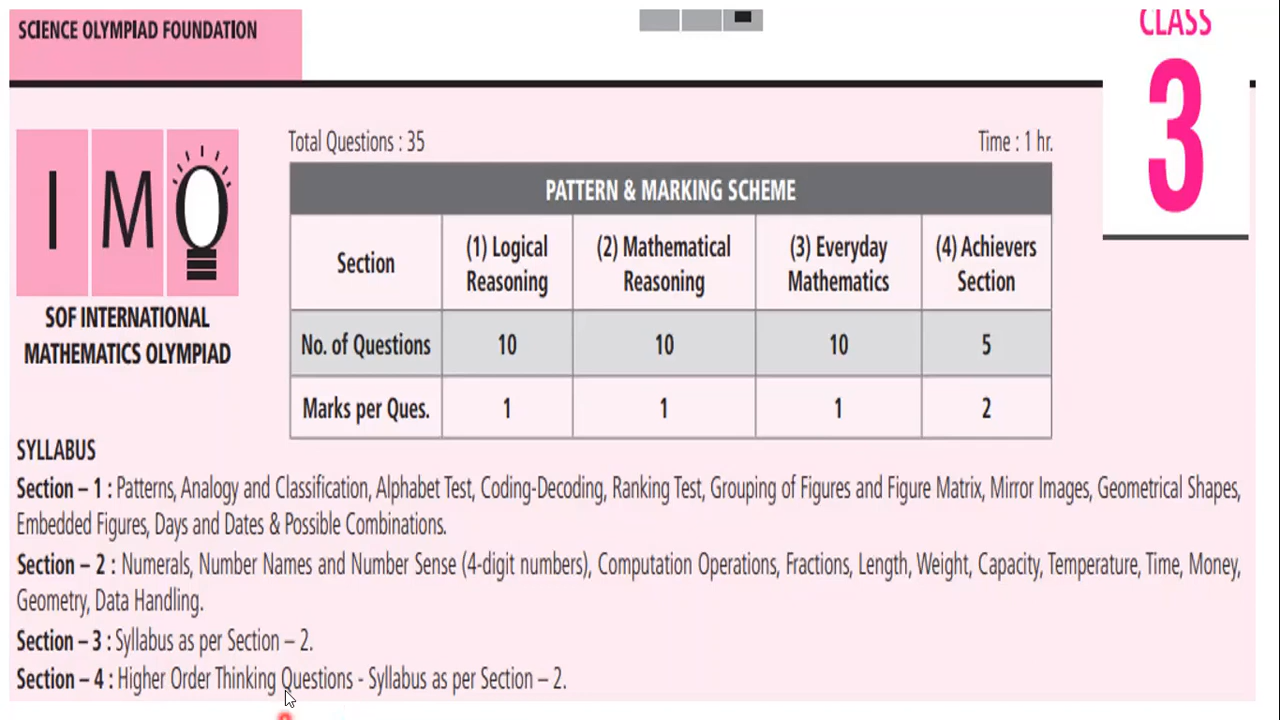 SCIENCE OLYMPIAD FOUNDATION
CLASS
3
IMO
SOF INTERNATIONAL
MATHEMATICS OLYMPIAD
Total Questions : 35
Time : 1 hr.
PATTERN & MARKING SCHEME
Section
(1) Logical Reasoning
(2) Mathematical Reasoning
(3) Everyday Mathematics
(4) Achievers Section
No. of Questions 10 10 10 5
Marks per Ques. 1 1 1 2
SYLLABUS
Section – 1 : Patterns, Analogy and Classification, Alphabet Test, Coding-Decoding, Ranking Test, Grouping of Figures and Figure Matrix, Mirror Images, Geometrical Shapes,
Embedded Figures, Days and Dates & Possible Combinations.
Section – 2 : Numerals, Number Names and Number Sense (4-digit numbers), Computation Operations, Fractions, Length, Weight, Capacity, Temperature, Time, Money,
Geometry, Data Handling.
Section – 3 : Syllabus as per Section – 2.
Section – 4 : Higher Order Thinking Questions - Syllabus as per Section – 2.